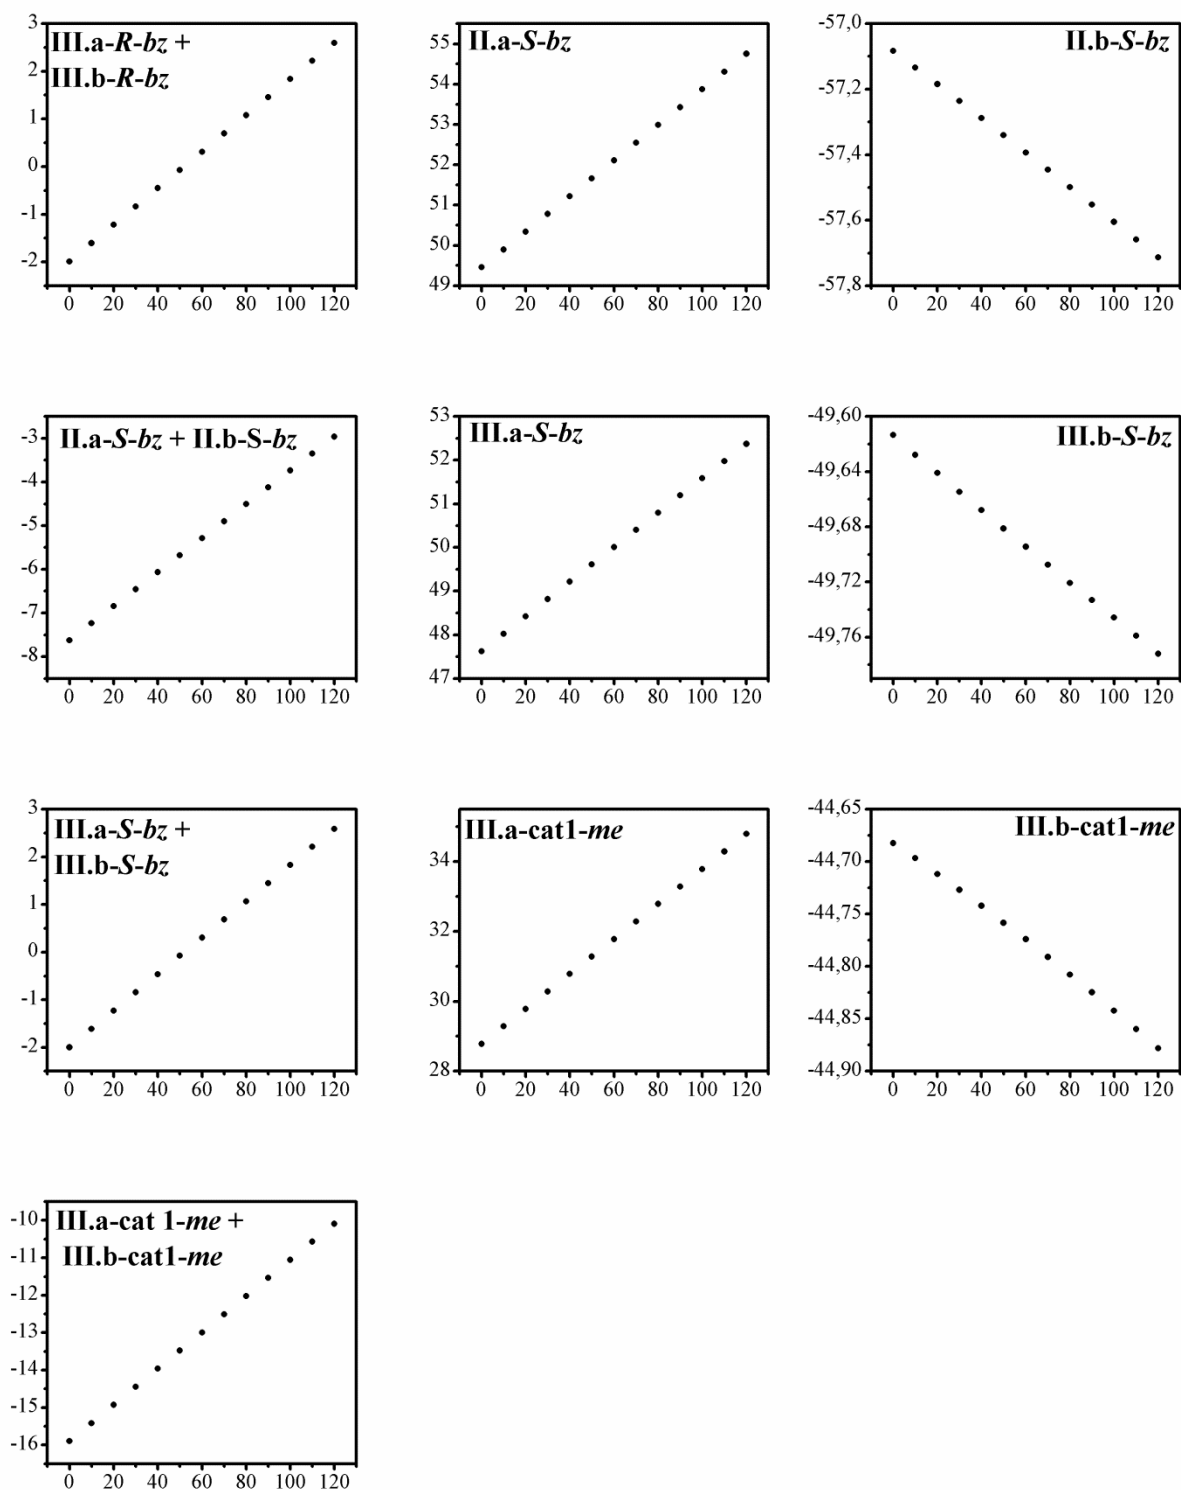 III.a-R-bz +
III.b-R-bz
3
2
1
0
-1
-2
0 20 40 60 80 100 120
II.a-S-bz
55
54
53
52
51
50
49
0 20 40 60 80 100 120
II.b-S-bz
-57,0
-57,2
-57,4
-57,6
-57,8
0 20 40 60 80 100 120
II.a-S-bz + II.b-S-bz
-3
-4
-5
-6
-7
-8
0 20 40 60 80 100 120
III.a-S-bz
53
52
51
50
49
48
47
0 20 40 60 80 100 120
III.b-S-bz
-49,60
-49,64
-49,68
-49,72
-49,76
0 20 40 60 80 100 120
III.a-S-bz +
III.b-S-bz
3
2
1
0
-1
-2
0 20 40 60 80 100 120
III.a-cat1-me
34
32
30
28
0 20 40 60 80 100 120
III.b-cat1-me
-44,65
-44,70
-44,75
-44,80
-44,85
-44,90
0 20 40 60 80 100 120
III.a-cat 1-me +
III.b-cat1-me
-10
-11
-12
-13
-14
-15
-16
0 20 40 60 80 100 120